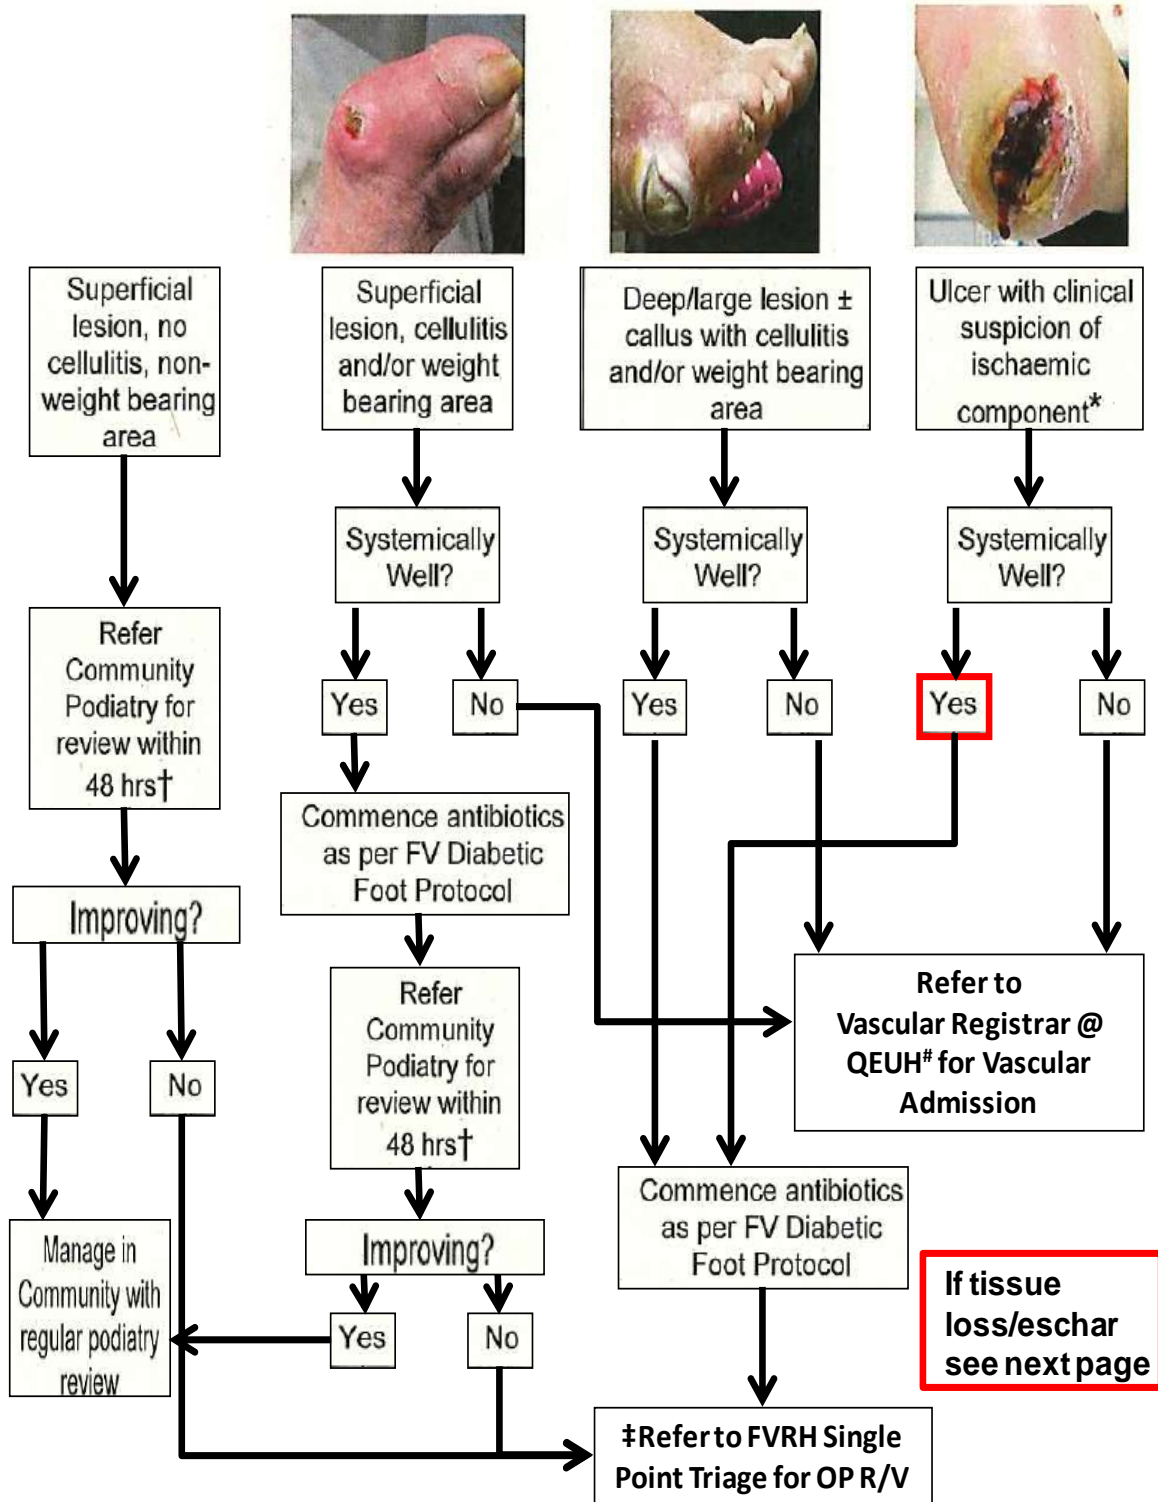 Superficial
lesion, no
cellulitis, non-
weight bearing
area
Superficial
lesion, cellulitis
and/or weight
bearing area
Deep/large lesion ±
callus with cellulitis
and/or weight bearing
area
Ulcer with clinical
suspicion of
ischaemic
component*
Systemically
Well?
Systemically
Well?
Systemically
Well?
Refer
Community
Podiatry for
review within
48 hrs†
Yes
No
Yes
No
Yes
No
Commence antibiotics
as per FV Diabetic
Foot Protocol
Improving?
Refer
Community
Podiatry for
review within
48 hrs†
Refer to
Vascular Registrar @
QEUH# for Vascular
Admission
Yes
No
Commence antibiotics
as per FV Diabetic
Foot Protocol
Manage in
Community with
regular podiatry
review
Improving?
Yes
No
If tissue
loss/eschar
see next page
‡Refer to FVRH Single
Point Triage for OP R/V